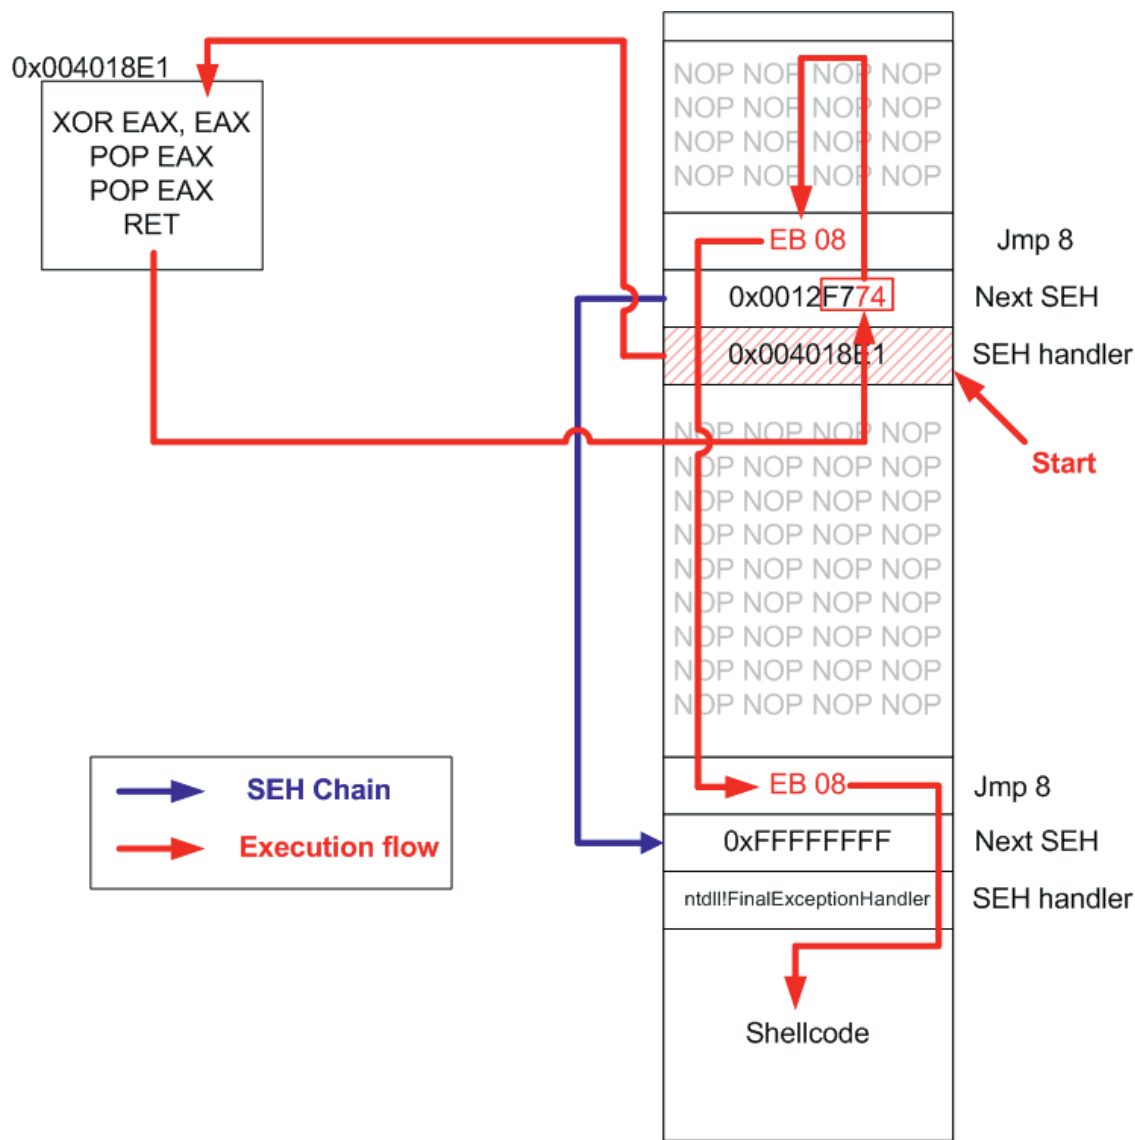 0x004018E1
XOR EAX, EAX
POP EAX
POP EAX
RET
NOP NOP NOP NOP
NOP NOP NOP NOP
NOP NOP NOP NOP
NOP NOP NOP NOP
EB 08 Jmp 8
0x0012F774 Next SEH
0x004018E1 SEH handler
Start
NOP NOP NOP NOP
NOP NOP NOP NOP
NOP NOP NOP NOP
NOP NOP NOP NOP
NOP NOP NOP NOP
NOP NOP NOP NOP
NOP NOP NOP NOP
NOP NOP NOP NOP
NOP NOP NOP NOP
SEH Chain
Execution flow
EB 08 Jmp 8
0xFFFFFFFF Next SEH
ntdll!FinalExceptionHandler SEH handler
Shellcode